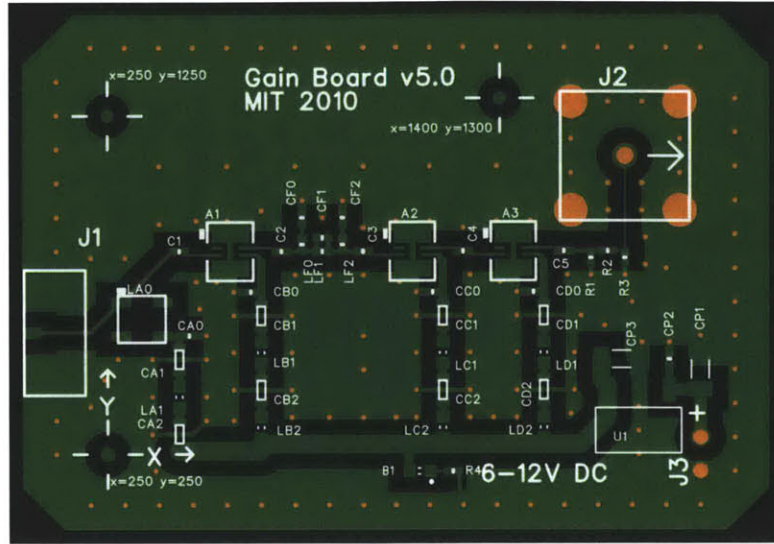 x=250 y=1250
Gain Board v5.0
MIT 2010
J2
x=1400 y=1300
CF0
CF1
CF2
A1
A2
A3
J1
C1
C2
C3
C4
C5
LF0
LF1
LF2
R1
R2
R3
LA0
CB0
CC0
CD0
CA0
CB1
CC1
CD1
CP3
CP2
CP1
LB1
LC1
LD1
CA1
CB2
CC2
CD2
Y
LA1
CA2
LB2
LC2
LD2
U1
+
X
B1
R4
6-12V DC
J3
x=250 y=250